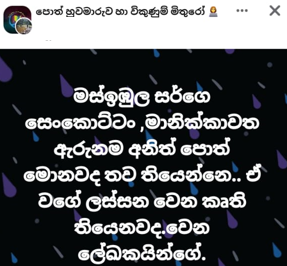 පොත් හුවමාරුව හා විකුණුම් මිතුරෝ
මස්ඉඹුල සර්ගෙ
සෙංකොට්ටං ,මානික්කාවත
ඇරුනම අනිත් පොත්
මොනවද තව තියෙන්නෙ.. ඒ
වගේ ලස්සන වෙන කෘති
තියෙනවද.වෙන
ලේඛකයින්ගේ.